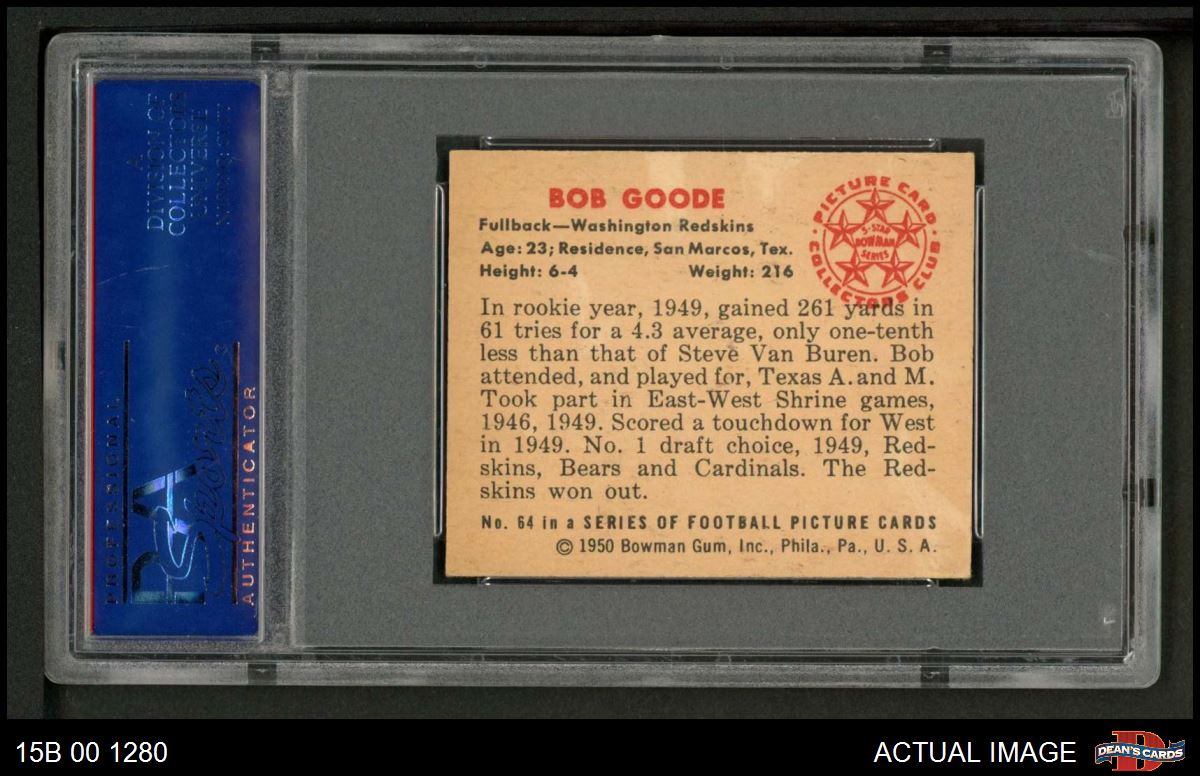 A
DIVISION OF
COLLECTORS
UNIVERSE
PROFESSIONAL
PSA
AUTHENTICATOR
BOB GOODE
Fullback—Washington Redskins
Age: 23; Residence, San Marcos, Tex.
Height: 6-4 Weight: 216
PICTURE CARD
COLLECTORS CLUB
5-STAR
BOWMAN
SERIES
In rookie year, 1949, gained 261 yards in
61 tries for a 4.3 average, only one-tenth
less than that of Steve Van Buren. Bob
attended, and played for, Texas A. and M.
Took part in East-West Shrine games,
1946, 1949. Scored a touchdown for West
in 1949. No. 1 draft choice, 1949, Red-
skins, Bears and Cardinals. The Red-
skins won out.
No. 64 in a SERIES OF FOOTBALL PICTURE CARDS
© 1950 Bowman Gum, Inc., Phila., Pa., U. S. A.
15B 00 1280
ACTUAL IMAGE
DEAN'S CARDS